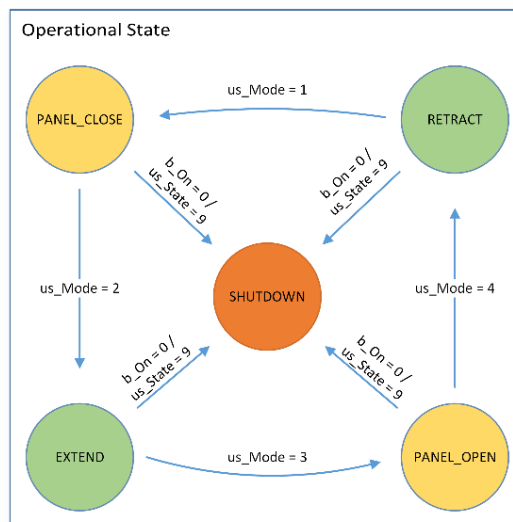 Operational State
us_Mode = 1
PANEL_CLOSE
RETRACT
b_On = 0 /
us_State = 9
b_On = 0 /
us_State = 9
us_Mode = 2
SHUTDOWN
us_Mode = 4
b_On = 0 /
us_State = 9
b_On = 0 /
us_State = 9
EXTEND
us_Mode = 3
PANEL_OPEN